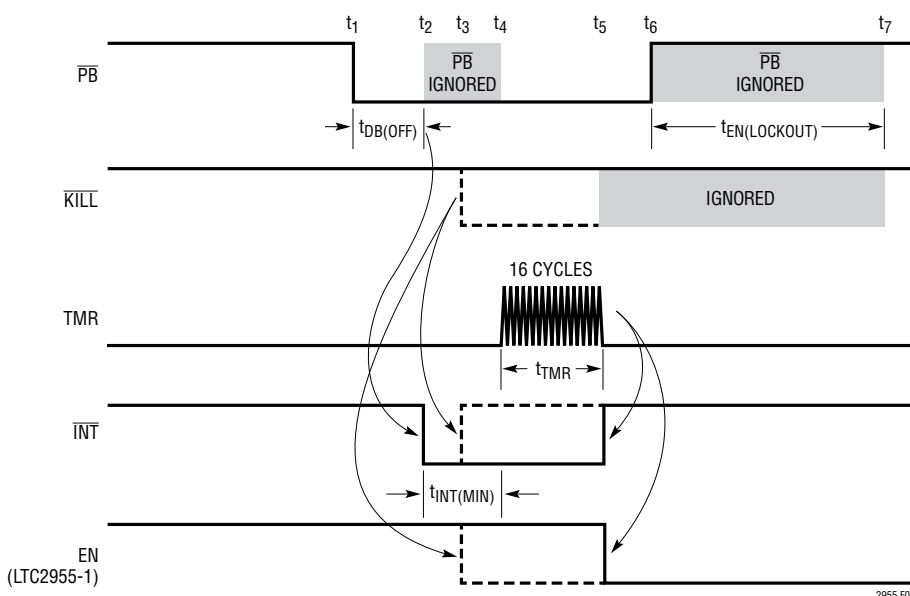 t1 t2 t3 t4 t5 t6 t7
PB
PB
IGNORED
PB
IGNORED
tDB(OFF)
tEN(LOCKOUT)
KILL
IGNORED
16 CYCLES
TMR
tTMR
INT
tINT(MIN)
EN
(LTC2955-1)